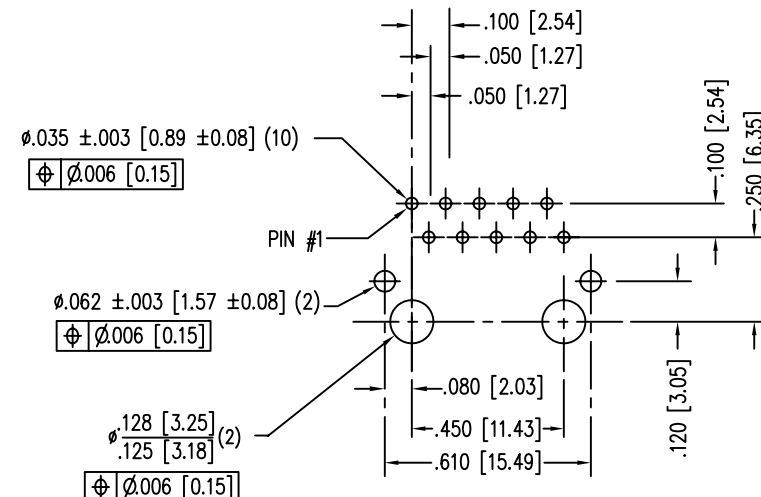 .100 [2.54]
.050 [1.27]
.050 [1.27]
ø.035 ±.003 [0.89 ±0.08] (10)
⌖ Ø.006 [0.15]
.100 [2.54]
.250 [6.35]
PIN #1
ø.062 ±.003 [1.57 ±0.08] (2)
⌖ Ø.006 [0.15]
.080 [2.03]
.120 [3.05]
ø .128 [3.25]
.125 [3.18] (2)
.450 [11.43]
.610 [15.49]
⌖ Ø.006 [0.15]